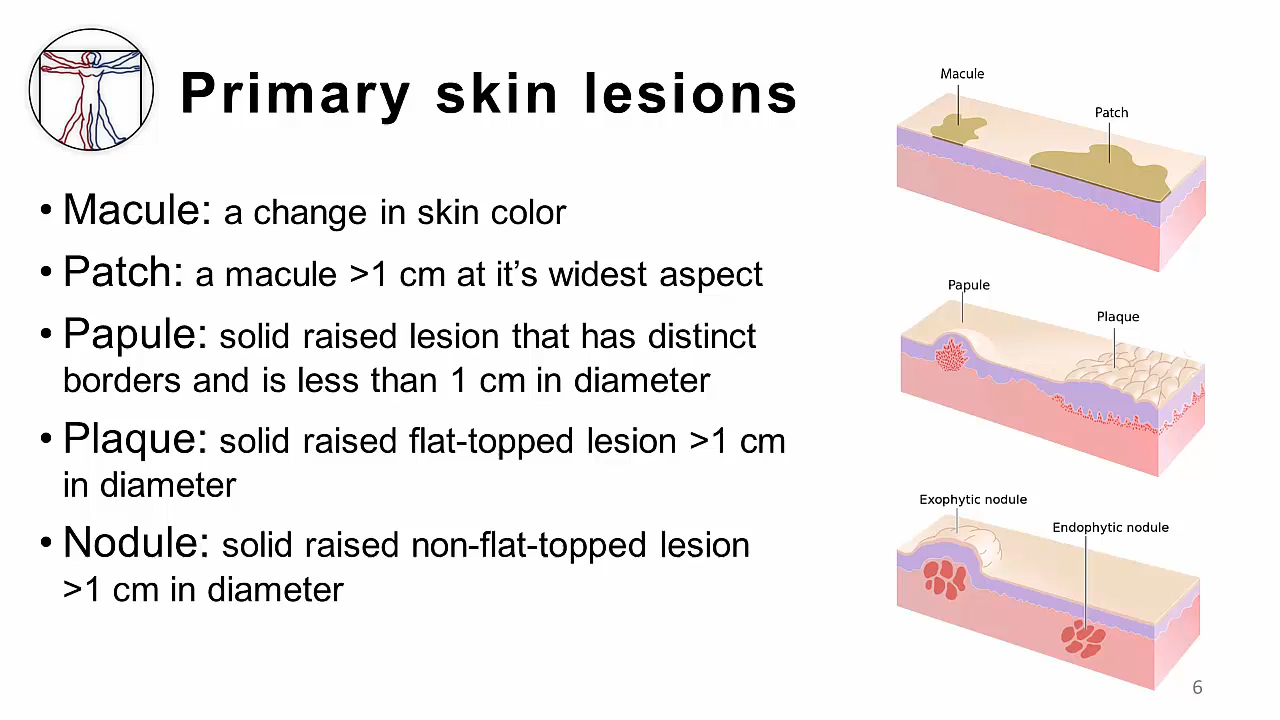 Primary skin lesions
• Macule: a change in skin color
• Patch: a macule >1 cm at it’s widest aspect
• Papule: solid raised lesion that has distinct
borders and is less than 1 cm in diameter
• Plaque: solid raised flat-topped lesion >1 cm
in diameter
• Nodule: solid raised non-flat-topped lesion
>1 cm in diameter
Macule
Patch
Papule
Plaque
Exophytic nodule
Endophytic nodule
6